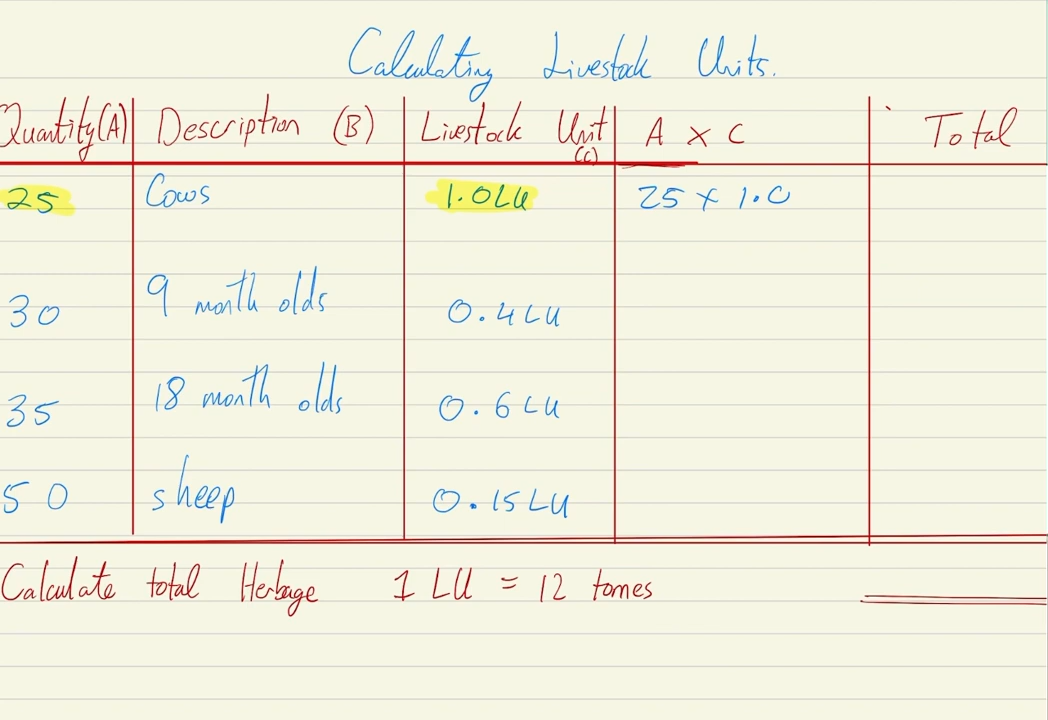 Calculating Livestock Units.
Quantity(A) Description (B) Livestock Unit (C) A x C Total
25 Cows 1.0LU 25 x 1.0
30 9 month olds 0.4LU
35 18 month olds 0.6LU
50 sheep 0.15LU
Calculate total Herbage 1 LU = 12 tonnes